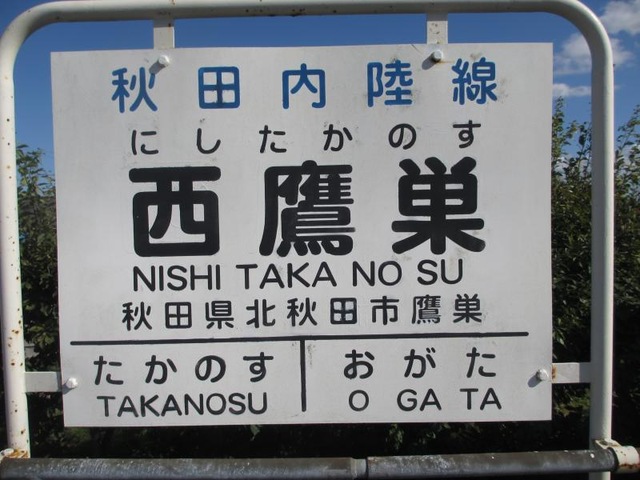 秋田内陸線
にしたかのす
西鷹巣
NISHI TAKA NO SU
秋田県北秋田市鷹巣
たかのす
TAKANOSU
おがた
O GA TA